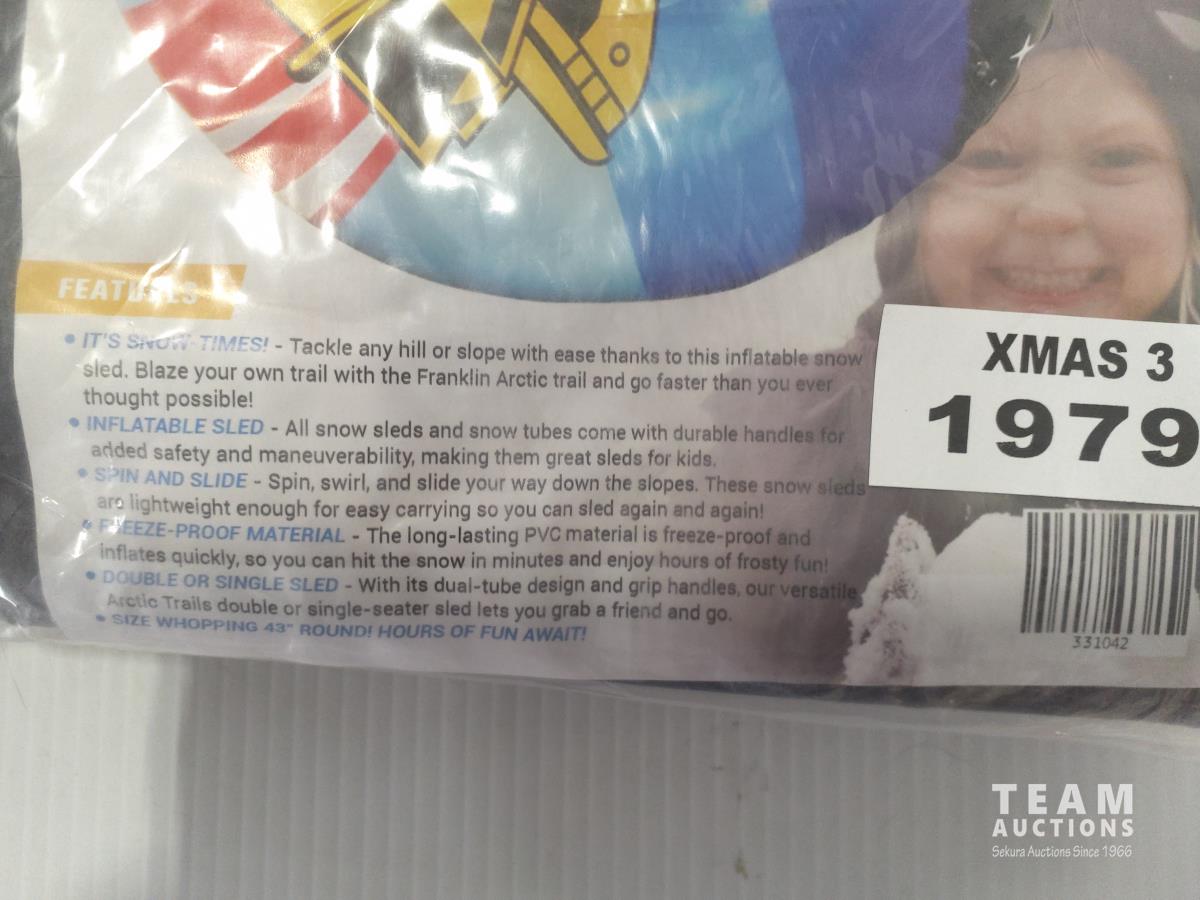 FEATURES
• IT'S SNOW-TIMES! - Tackle any hill or slope with ease thanks to this inflatable snow
sled. Blaze your own trail with the Franklin Arctic trail and go faster than you ever
thought possible!
• INFLATABLE SLED - All snow sleds and snow tubes come with durable handles for
added safety and maneuverability, making them great sleds for kids.
• SPIN AND SLIDE - Spin, swirl, and slide your way down the slopes. These snow sleds
are lightweight enough for easy carrying so you can sled again and again!
• FREEZE-PROOF MATERIAL - The long-lasting PVC material is freeze-proof and
inflates quickly, so you can hit the snow in minutes and enjoy hours of frosty fun!
• DOUBLE OR SINGLE SLED - With its dual-tube design and grip handles, our versatile
Arctic Trails double or single-seater sled lets you grab a friend and go.
• SIZE WHOPPING 43" ROUND! HOURS OF FUN AWAIT!
XMAS 3
1979
331042
TEAM
AUCTIONS
Sekura Auctions Since 1966